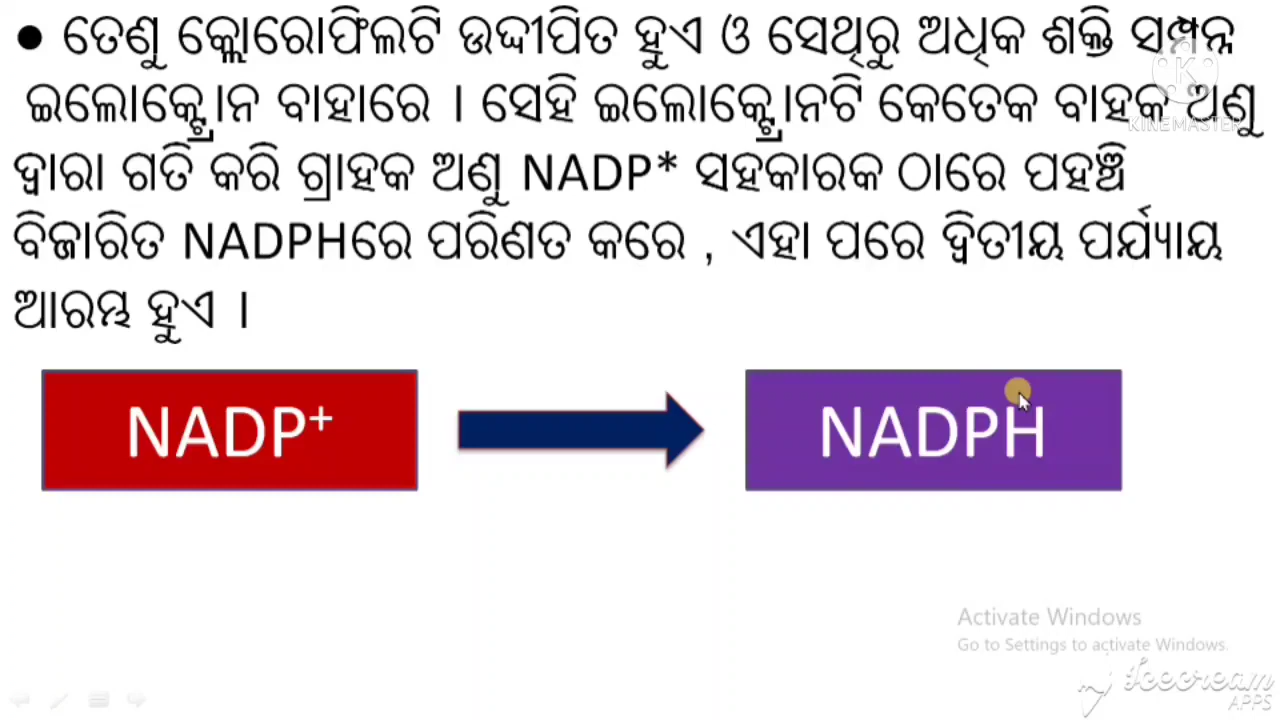 ● ତେଣୁ କ୍ଲୋରୋଫିଲଟି ଉଦ୍ଦୀପିତ ହୁଏ ଓ ସେଥିରୁ ଅଧିକ ଶକ୍ତି ସମ୍ପନ୍ନ
ଇଲୋକ୍ଟ୍ରୋନ ବାହାରେ । ସେହି ଇଲୋକ୍ଟ୍ରୋନଟି କେତେକ ବାହକ ଅଣୁ
KINEMASTER
ଦ୍ୱାରା ଗତି କରି ଗ୍ରାହକ ଅଣୁ NADP* ସହକାରକ ଠାରେ ପହଞ୍ଚି
ବିଜାରିତ NADPHରେ ପରିଣତ କରେ , ଏହା ପରେ ଦ୍ୱିତୀୟ ପର୍ଯ୍ୟାୟ
ଆରମ୍ଭ ହୁଏ ।
NADP⁺
NADPH
Activate Windows
Go to Settings to activate Windows.
Icecream
APPS